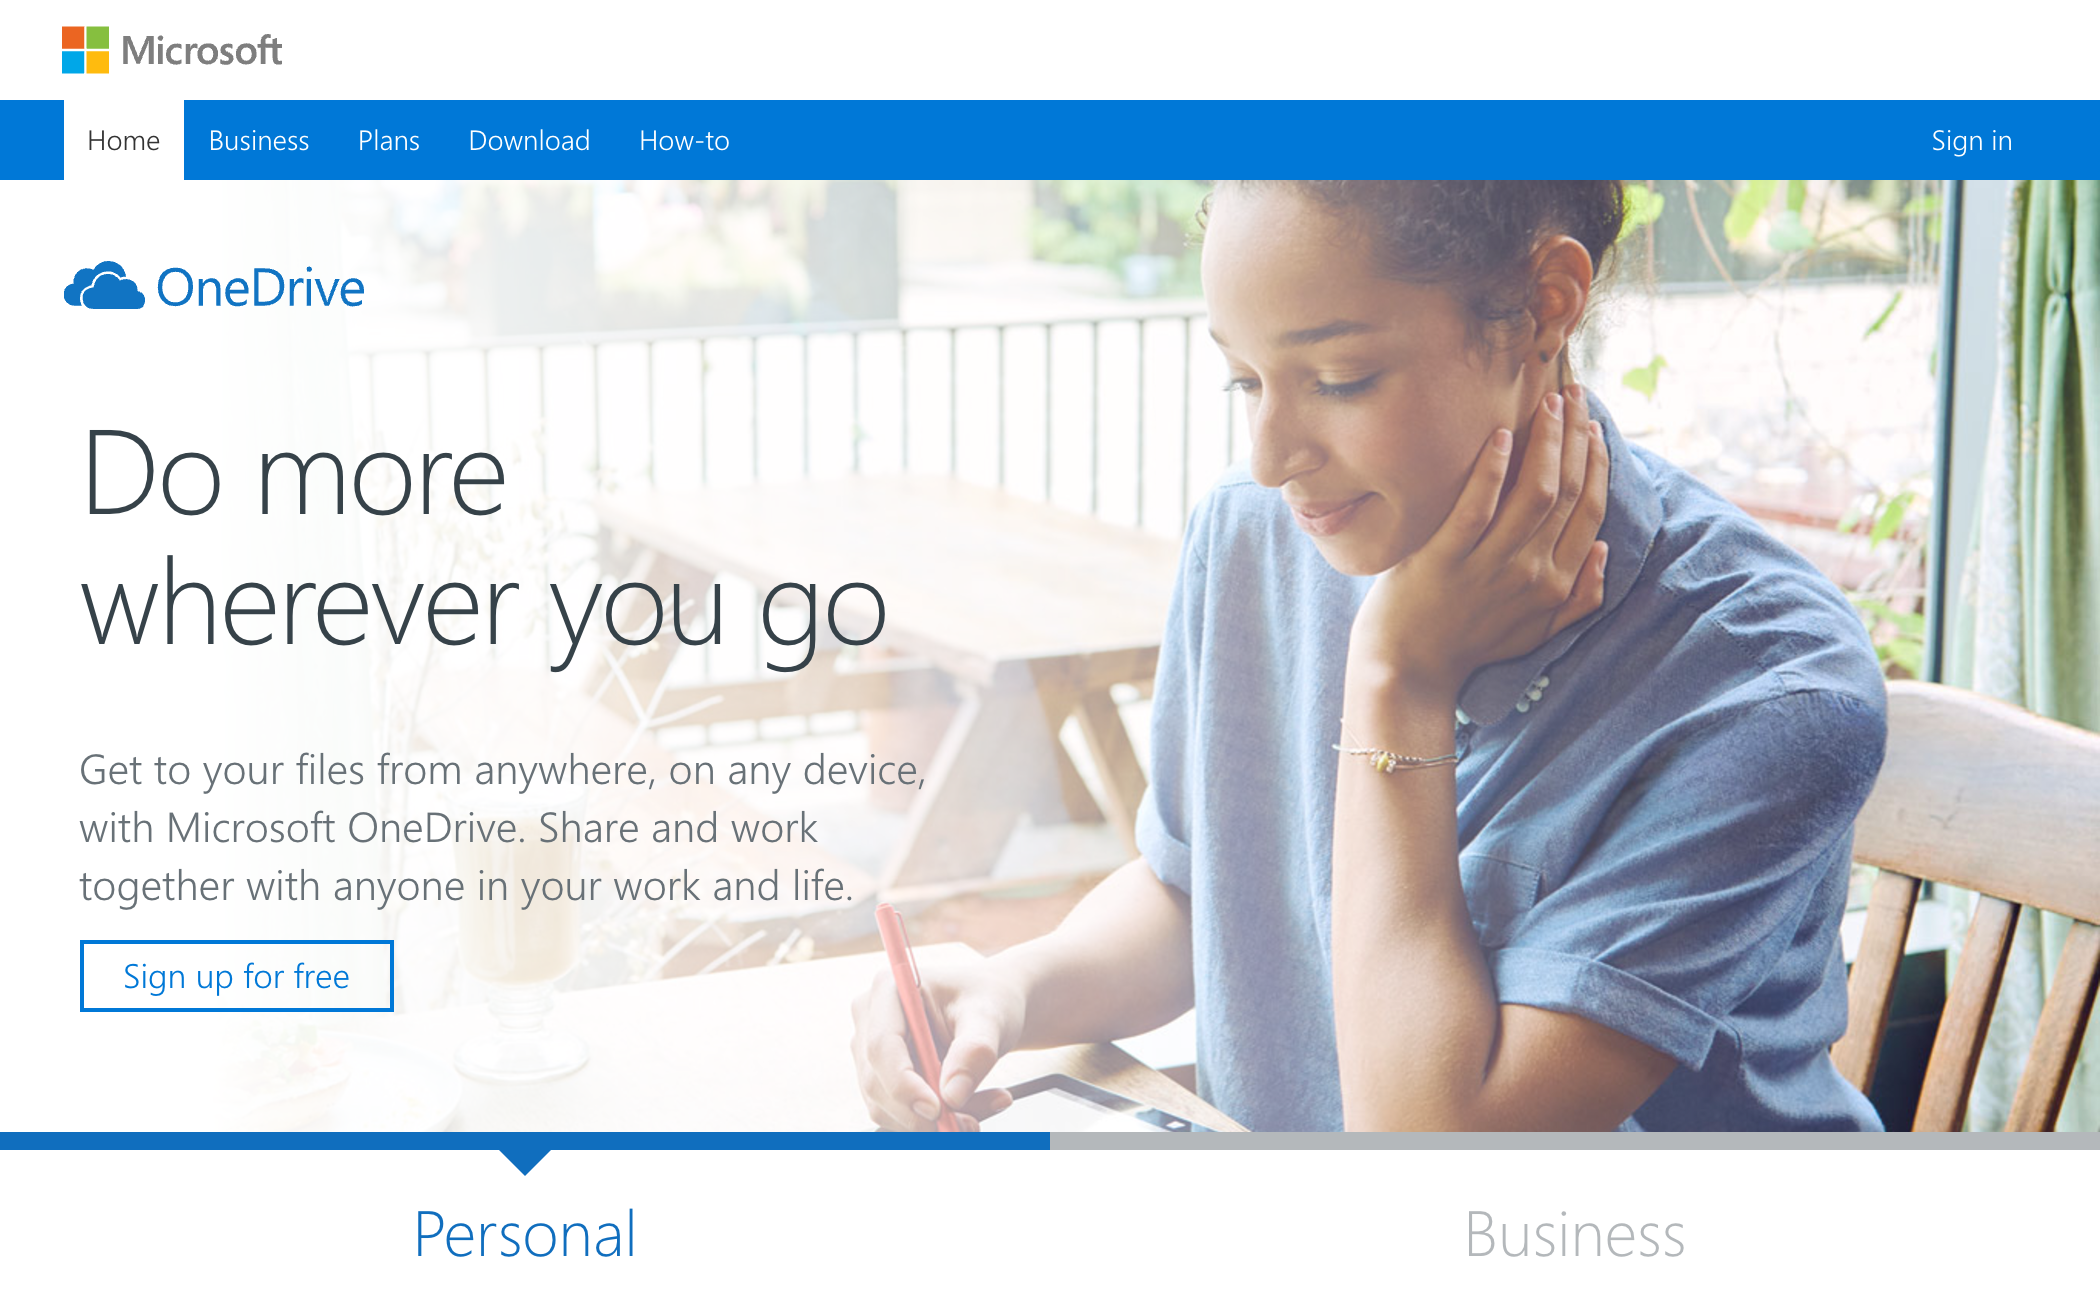 Microsoft
Home Business Plans Download How-to Sign in
OneDrive
Do more
wherever you go
Get to your files from anywhere, on any device,
with Microsoft OneDrive. Share and work
together with anyone in your work and life.
Sign up for free
Personal Business